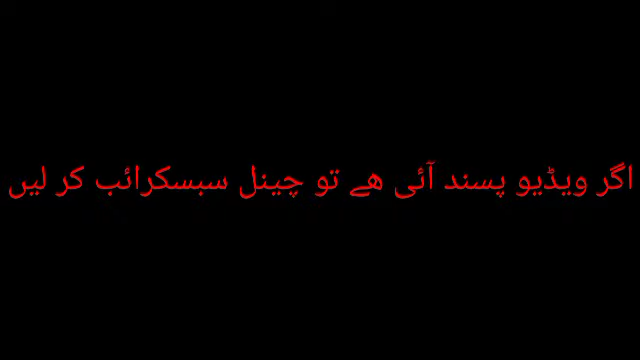 اگر ویڈیو پسند آئی ھے تو چینل سبسکرائب کر لیں